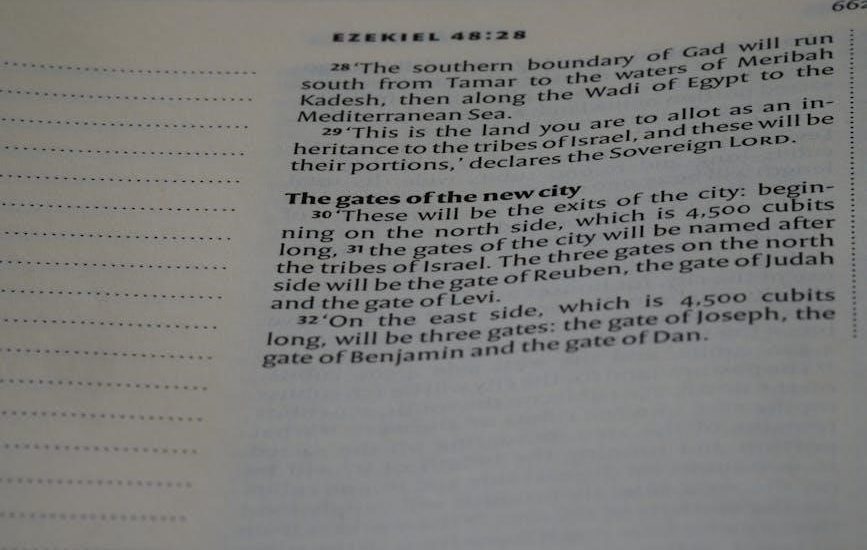 662
EZEKIEL 48:28
28 ‘The southern boundary of Gad will run
south from Tamar to the waters of Meribah
Kadesh, then along the Wadi of Egypt to the
Mediterranean Sea.
29 ‘This is the land you are to allot as an in-
heritance to the tribes of Israel, and these will be
their portions,’ declares the Sovereign LORD.
The gates of the new city
30 ‘These will be the exits of the city: begin-
ning on the north side, which is 4,500 cubits
long, 31 the gates of the city will be named after
the tribes of Israel. The three gates on the north
side will be the gate of Reuben, the gate of Judah
and the gate of Levi.
32 ‘On the east side, which is 4,500 cubits
long, will be three gates: the gate of Joseph, the
gate of Benjamin and the gate of Dan.